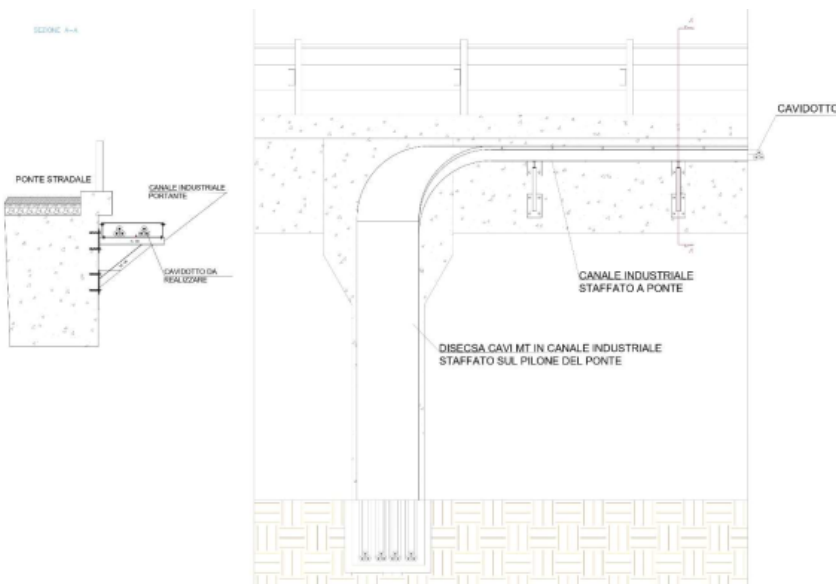 SEZIONE A-A
PONTE STRADALE
CANALE INDUSTRIALE
PORTANTE
CAVIDOTTO DA
REALIZZARE
CAVIDOTTO
CANALE INDUSTRIALE
STAFFATO A PONTE
DISECSA CAVI MT IN CANALE INDUSTRIALE
STAFFATO SUL PILONE DEL PONTE